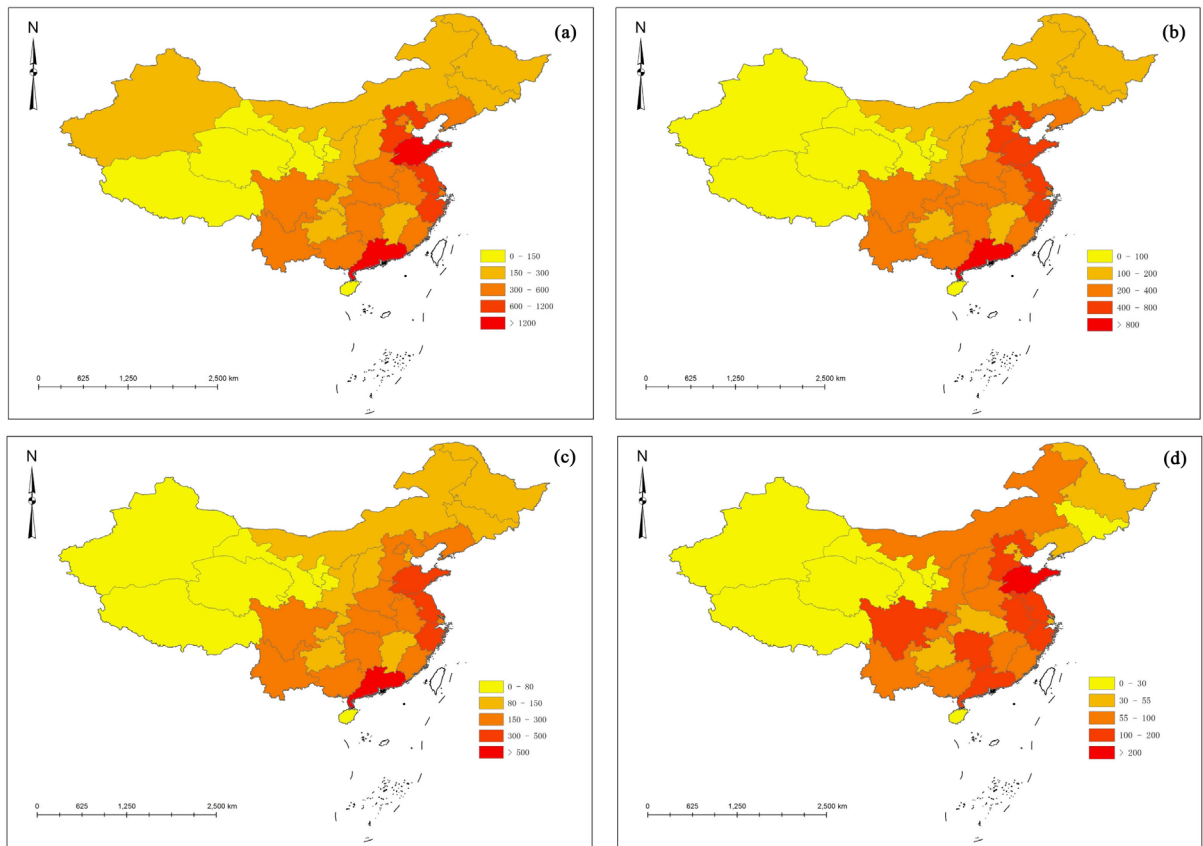 N
(a)
0 - 150
150 - 300
300 - 600
600 - 1200
> 1200
0 625 1,250 2,500 km
N
(b)
0 - 100
100 - 200
200 - 400
400 - 800
> 800
0 625 1,250 2,500 km
N
(c)
0 - 80
80 - 150
150 - 300
300 - 500
> 500
0 625 1,250 2,500 km
N
(d)
0 - 30
30 - 55
55 - 100
100 - 200
> 200
0 625 1,250 2,500 km